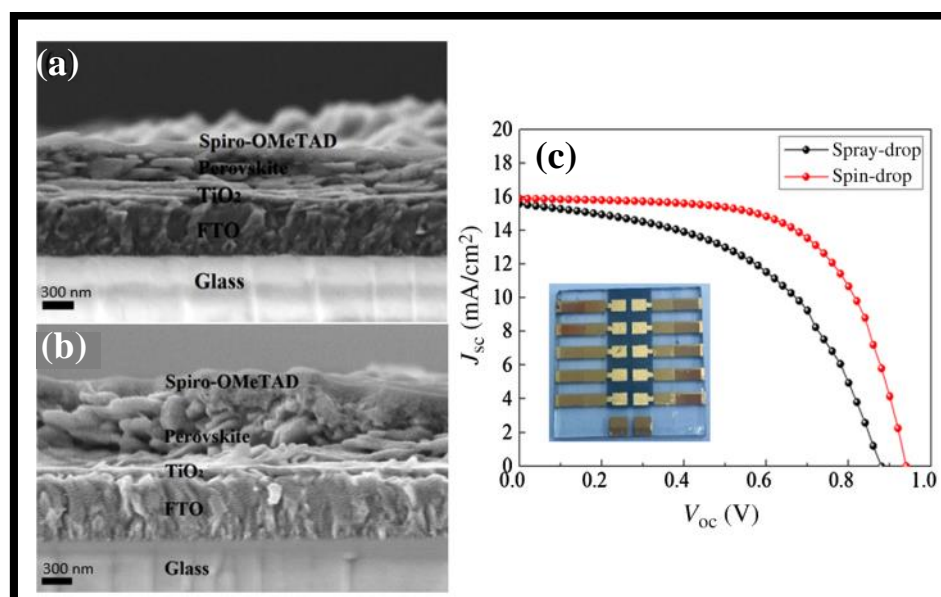 (a)
Spiro-OMeTAD
Perovskite
TiO₂
FTO
Glass
300 nm
(b)
Spiro-OMeTAD
Perovskite
TiO₂
FTO
Glass
300 nm
(c)
Spray-drop
Spin-drop
20
18
16
14
12
10
8
6
4
2
0
Jsc (mA/cm²)
0.0 0.2 0.4 0.6 0.8 1.0
Voc (V)